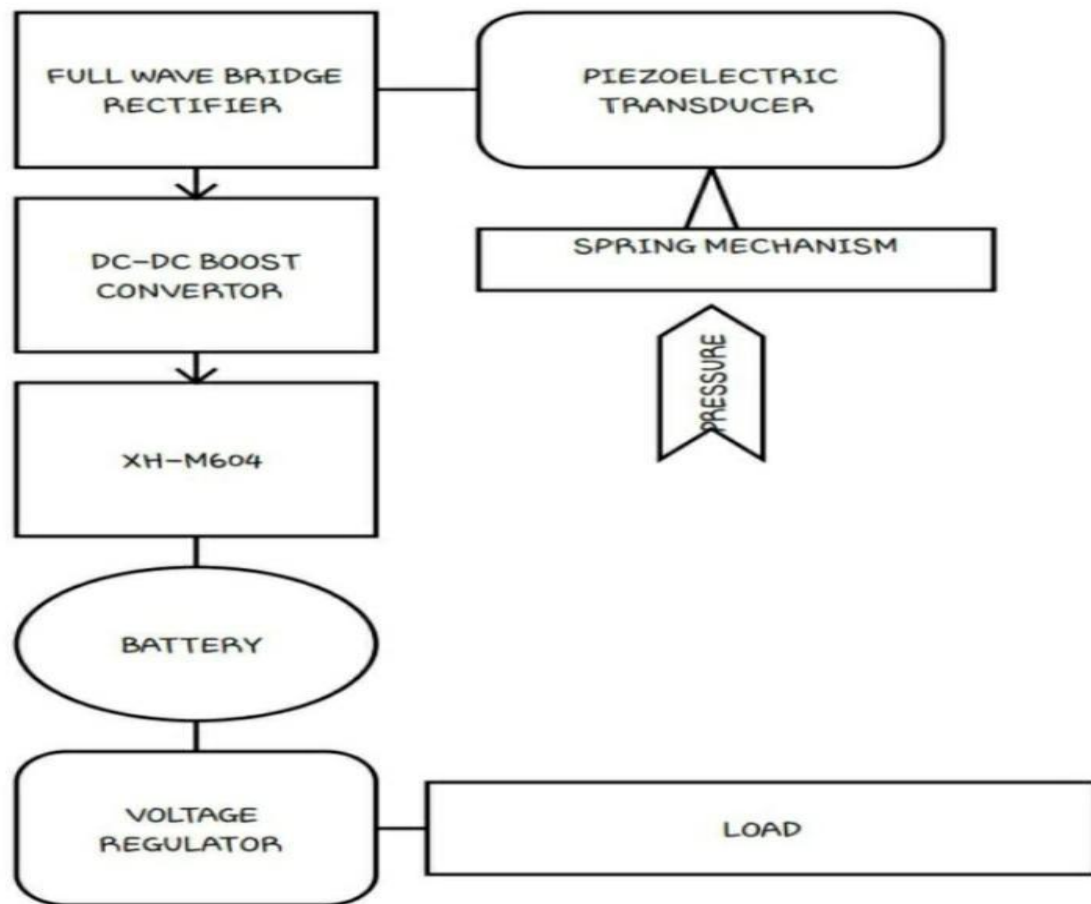 FULL WAVE BRIDGE
RECTIFIER
PIEZOELECTRIC
TRANSDUCER
SPRING MECHANISM
DC-DC BOOST
CONVERTOR
PRESSURE
XH-M604
BATTERY
VOLTAGE
REGULATOR
LOAD